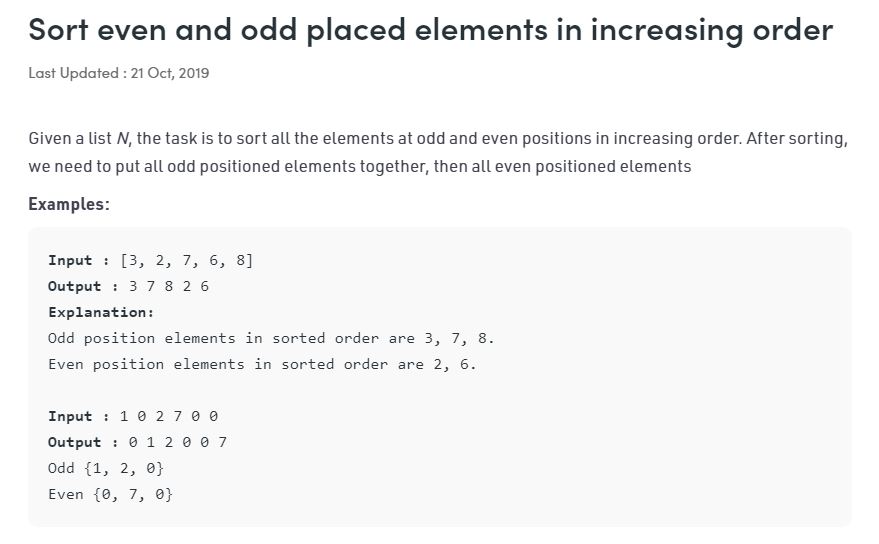 Sort even and odd placed elements in increasing order
Last Updated : 21 Oct, 2019
Given a list N, the task is to sort all the elements at odd and even positions in increasing order. After sorting,
we need to put all odd positioned elements together, then all even positioned elements
Examples:
Input : [3, 2, 7, 6, 8]
Output : 3 7 8 2 6
Explanation:
Odd position elements in sorted order are 3, 7, 8.
Even position elements in sorted order are 2, 6.
Input : 1 0 2 7 0 0
Output : 0 1 2 0 0 7
Odd {1, 2, 0}
Even {0, 7, 0}